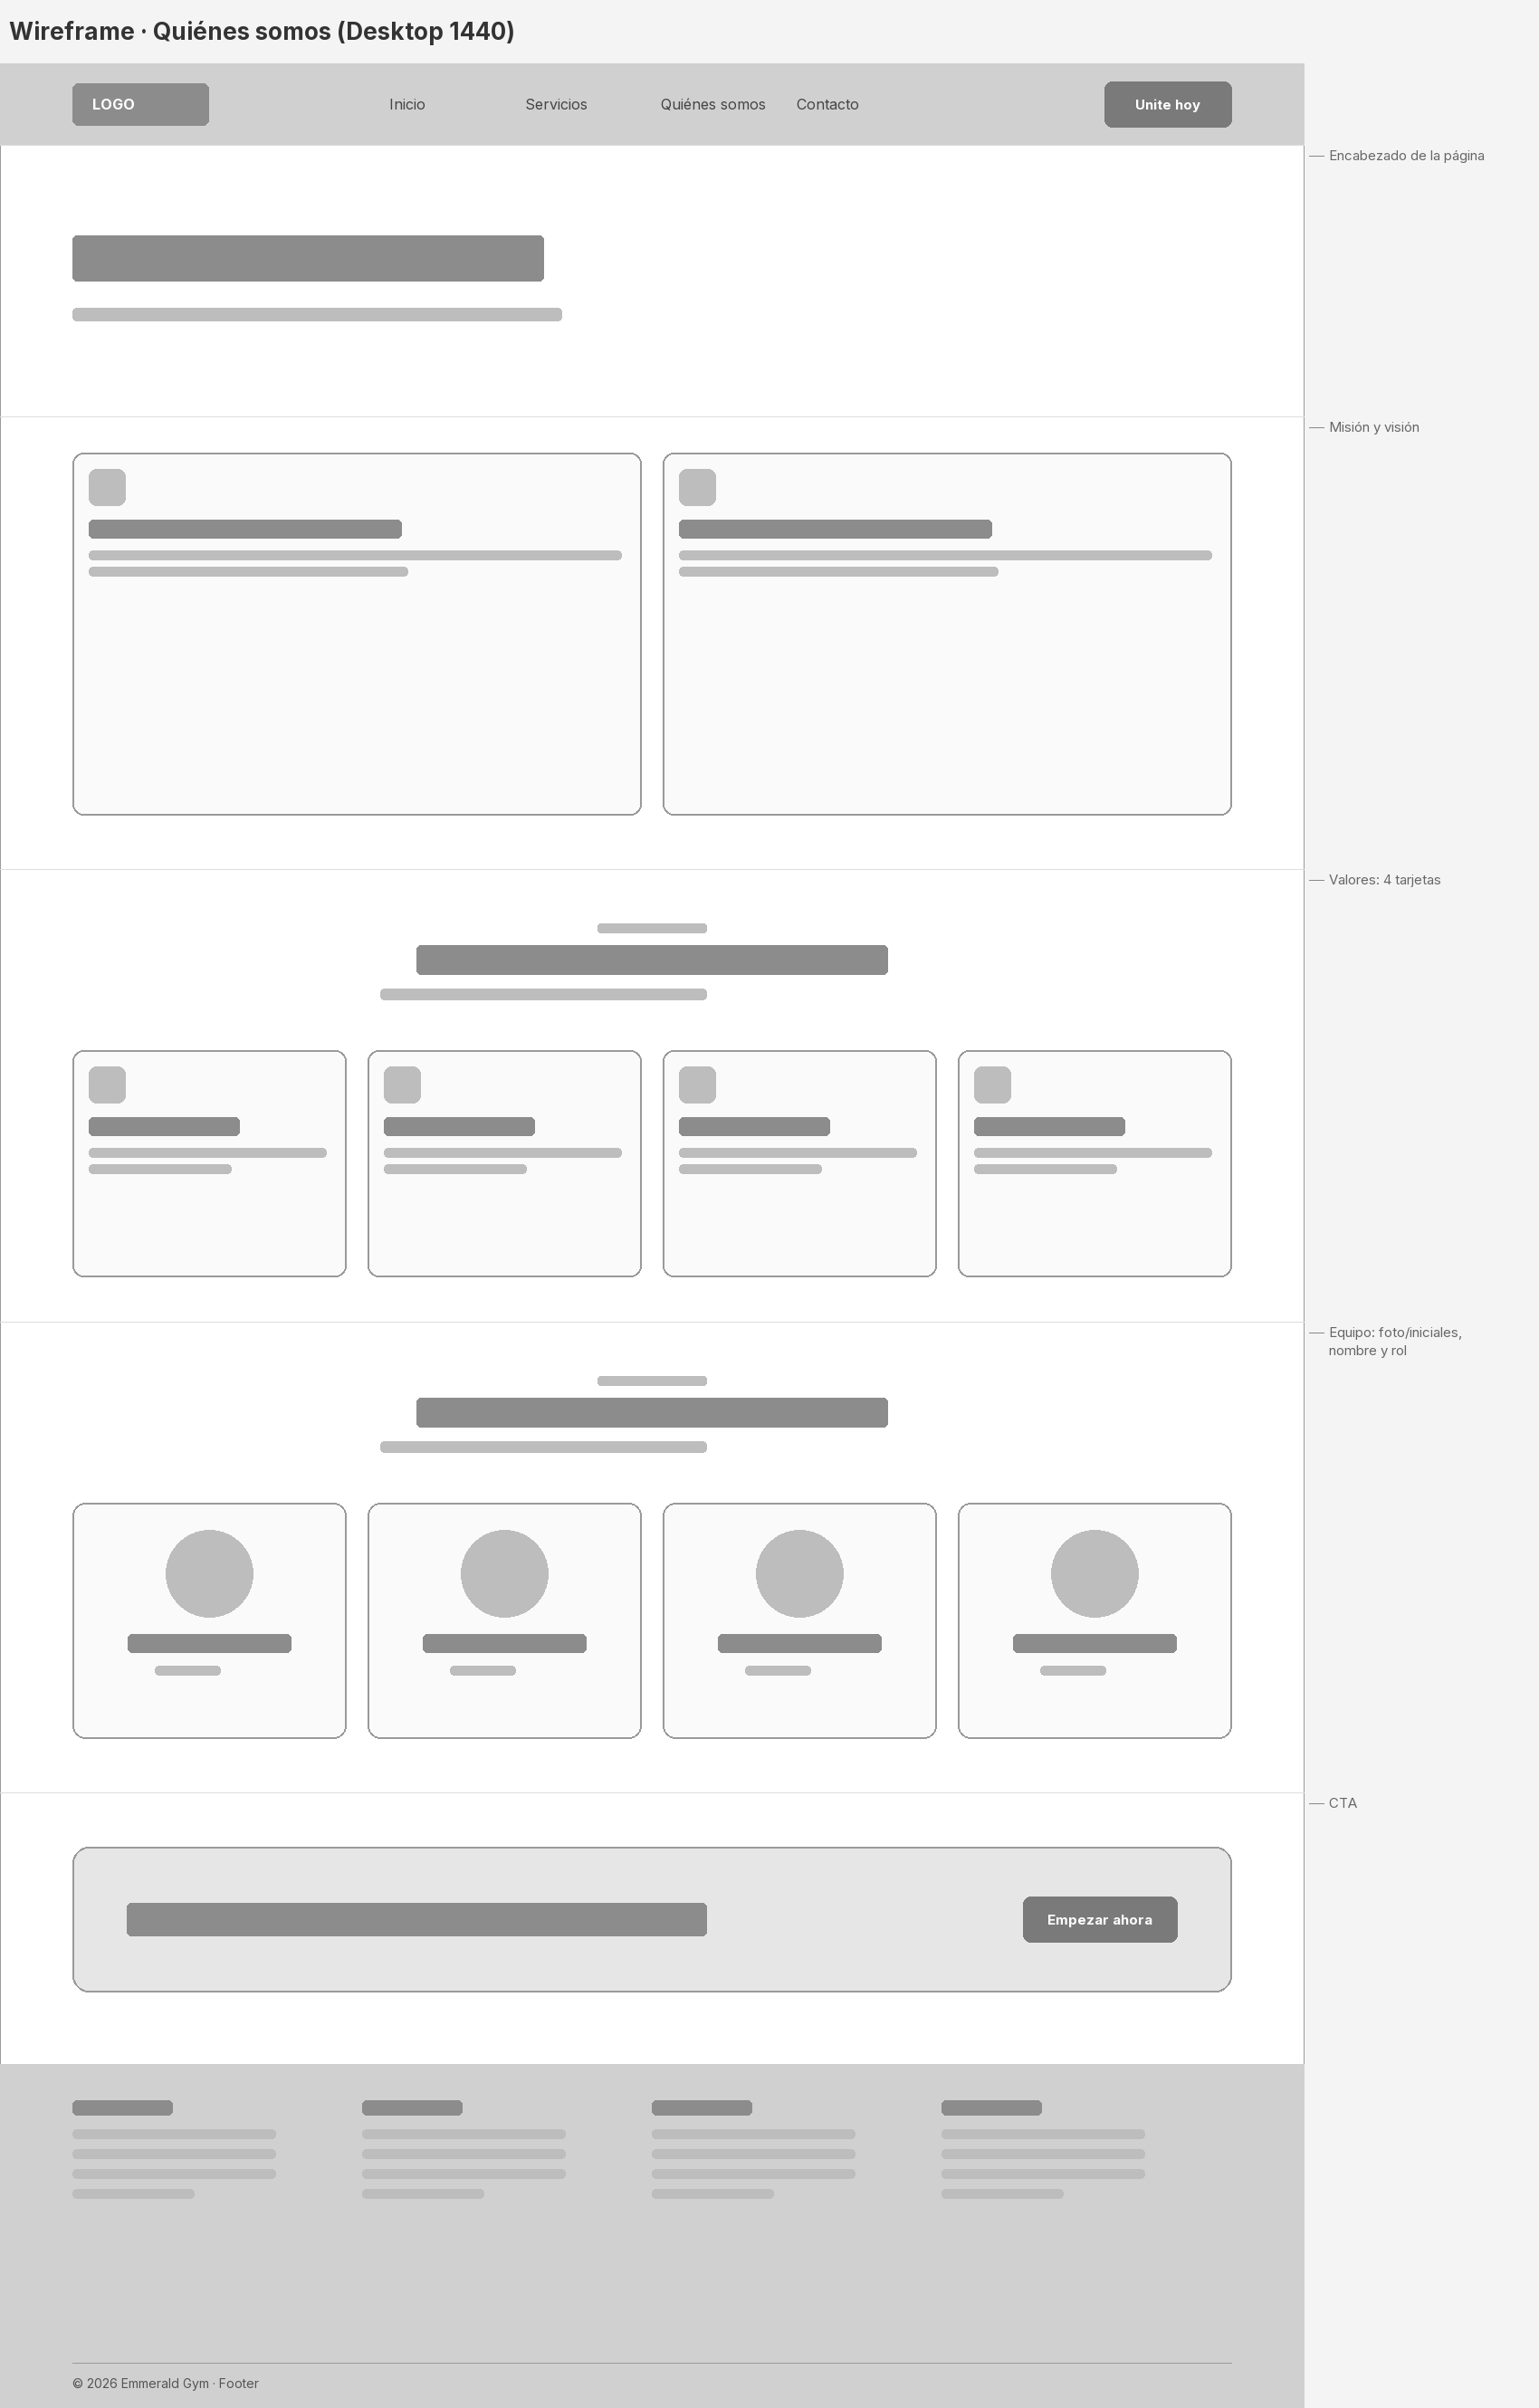 Wireframe · Quiénes somos (Desktop 1440)
LOGO
Inicio
Servicios
Quiénes somos
Contacto
Unite hoy
Encabezado de la página
Misión y visión
Valores: 4 tarjetas
Equipo: foto/iniciales,
nombre y rol
CTA
Empezar ahora
© 2026 Emmerald Gym · Footer